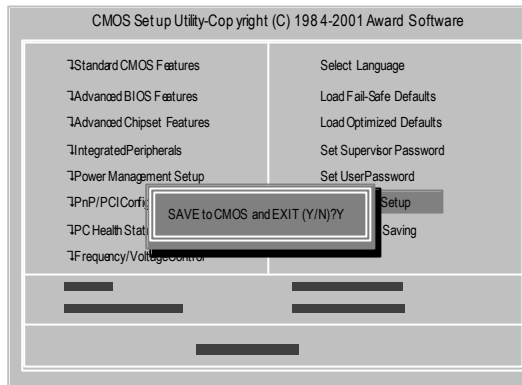 CMOS Setup Utility-Copyright (C) 1984-2001 Award Software
Standard CMOS Features
Advanced BIOS Features
Advanced Chipset Features
Integrated Peripherals
Power Management Setup
PnP/PCI Confi
PC Health Stat
Frequency/Voltage Control
Select Language
Load Fail-Safe Defaults
Load Optimized Defaults
Set Supervisor Password
Set User Password
Setup
Saving
SAVE to CMOS and EXIT (Y/N)?Y